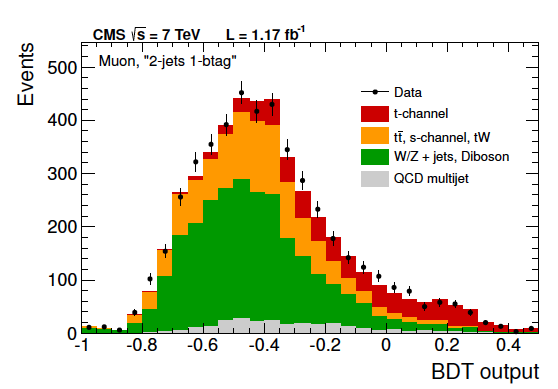 CMS √s = 7 TeV L = 1.17 fb⁻¹
Muon, "2-jets 1-btag"
Events
500
400
300
200
100
0
Data
t-channel
tt̄, s-channel, tW
W/Z + jets, Diboson
QCD multijet
-1 -0.8 -0.6 -0.4 -0.2 0 0.2 0.4
BDT output